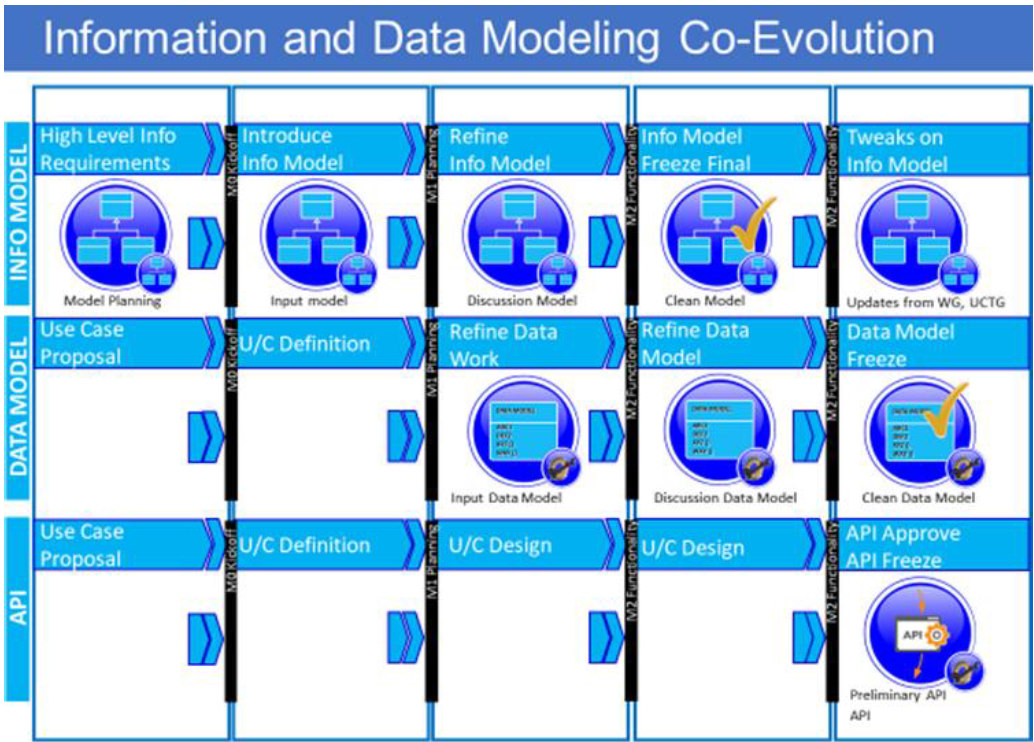 Information and Data Modeling Co-Evolution
INFO MODEL
High Level Info
Requirements
Model Planning
M0 Kickoff
Introduce
Info Model
Input model
M1 Planning
Refine
Info Model
Discussion Model
M2 Functionality
Info Model
Freeze Final
Clean Model
M2 Functionality
Tweaks on
Info Model
Updates from WG, UCTG
DATA MODEL
Use Case
Proposal
M0 Kickoff
U/C Definition
M1 Planning
Refine Data
Work
DATA MODEL
Input Data Model
M2 Functionality
Refine Data
Model
DATA MODEL
Discussion Data Model
M2 Functionality
Data Model
Freeze
Clean Data Model
API
Use Case
Proposal
M0 Kickoff
U/C Definition
M1 Planning
U/C Design
M2 Functionality
U/C Design
M2 Functionality
API Approve
API Freeze
API
Preliminary API
API